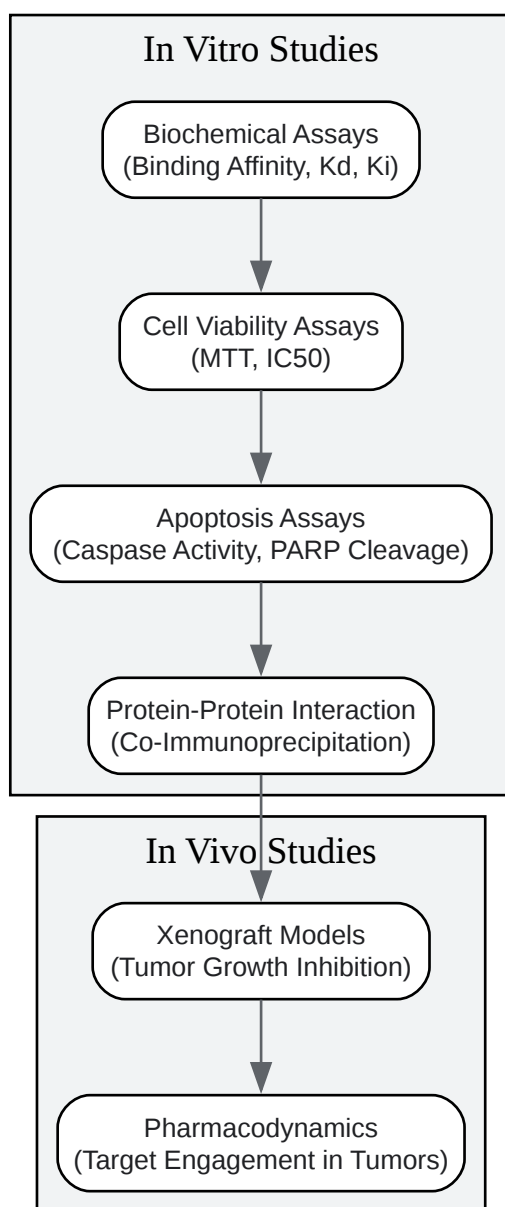 In Vitro Studies
Biochemical Assays
(Binding Affinity, Kd, Ki)
Cell Viability Assays
(MTT, IC50)
Apoptosis Assays
(Caspase Activity, PARP Cleavage)
Protein-Protein Interaction
(Co-Immunoprecipitation)
In Vivo Studies
Xenograft Models
(Tumor Growth Inhibition)
Pharmacodynamics
(Target Engagement in Tumors)